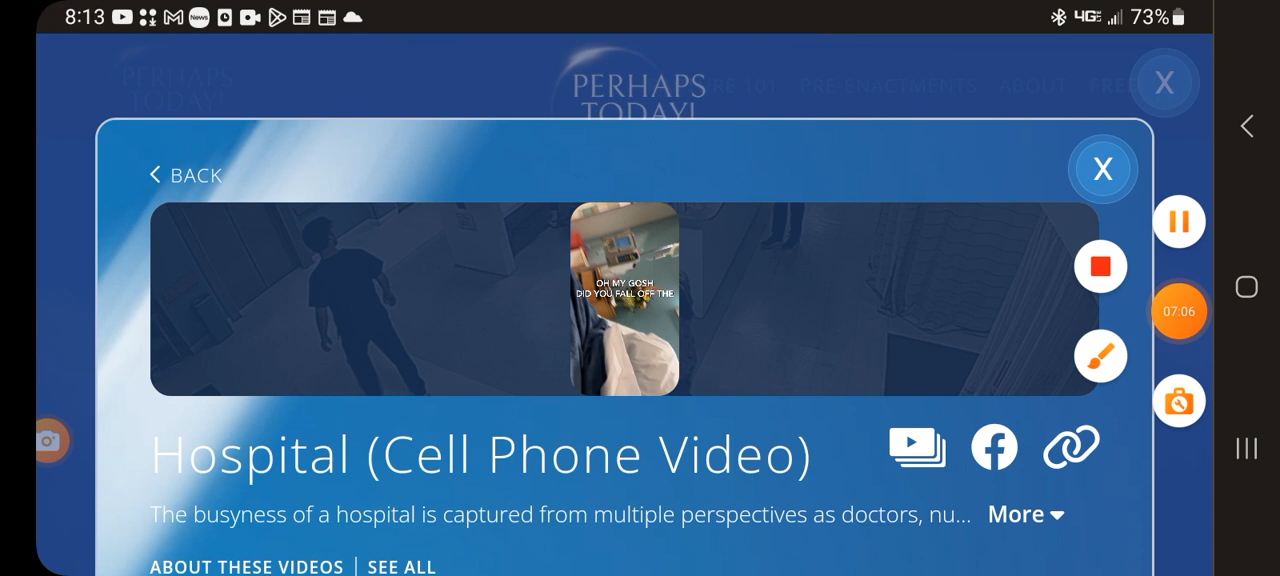 8:13
News
4G
73%
PERHAPS
TODAY!
PERHAPS
TODAY!
RE 101 PRE-ENACTMENTS ABOUT FREE
X
BACK
X
OH MY GOSH
DID YOU FALL OFF THE
07:06
Hospital (Cell Phone Video)
The busyness of a hospital is captured from multiple perspectives as doctors, nu... More
ABOUT THESE VIDEOS | SEE ALL